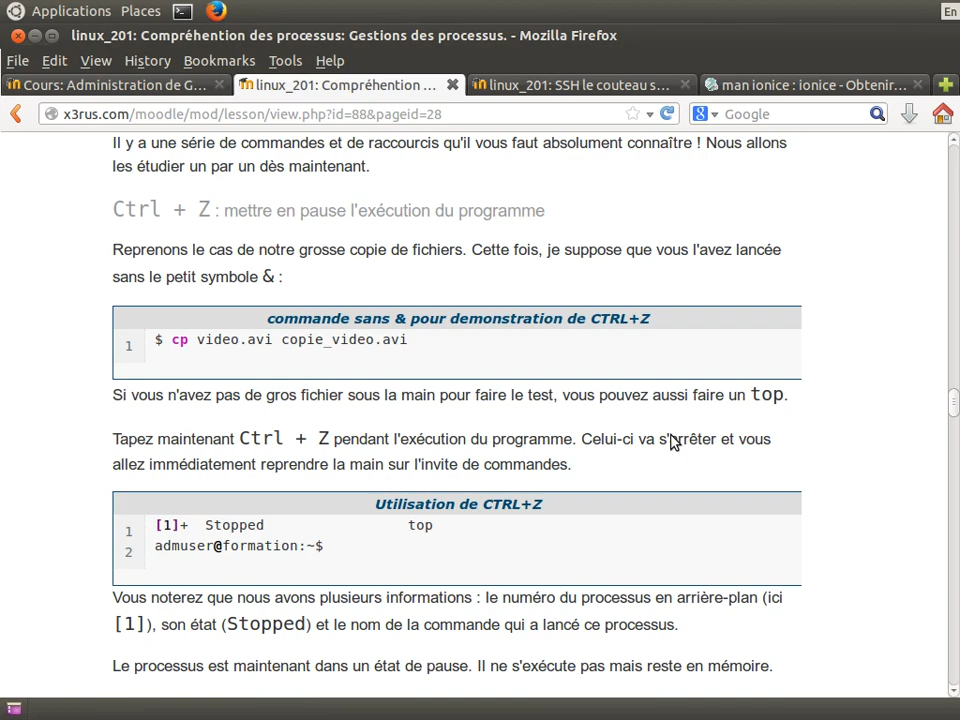 Applications Places
En
linux_201: Compréhention des processus: Gestions des processus. - Mozilla Firefox
File Edit View History Bookmarks Tools Help
Cours: Administration de G... linux_201: Compréhention ... linux_201: SSH le couteau s... man ionice : ionice - Obtenir...
x3rus.com/moodle/mod/lesson/view.php?id=88&pageid=28 Google
Il y a une série de commandes et de raccourcis qu'il vous faut absolument connaître ! Nous allons
les étudier un par un dès maintenant.
Ctrl + Z : mettre en pause l'exécution du programme
Reprenons le cas de notre grosse copie de fichiers. Cette fois, je suppose que vous l'avez lancée
sans le petit symbole & :
commande sans & pour demonstration de CTRL+Z
1 $ cp video.avi copie_video.avi
Si vous n'avez pas de gros fichier sous la main pour faire le test, vous pouvez aussi faire un top.
Tapez maintenant Ctrl + Z pendant l'exécution du programme. Celui-ci va s'arrêter et vous
allez immédiatement reprendre la main sur l'invite de commandes.
Utilisation de CTRL+Z
1 [1]+ Stopped top
2 admuser@formation:~$
Vous noterez que nous avons plusieurs informations : le numéro du processus en arrière-plan (ici
[1]), son état (Stopped) et le nom de la commande qui a lancé ce processus.
Le processus est maintenant dans un état de pause. Il ne s'exécute pas mais reste en mémoire.